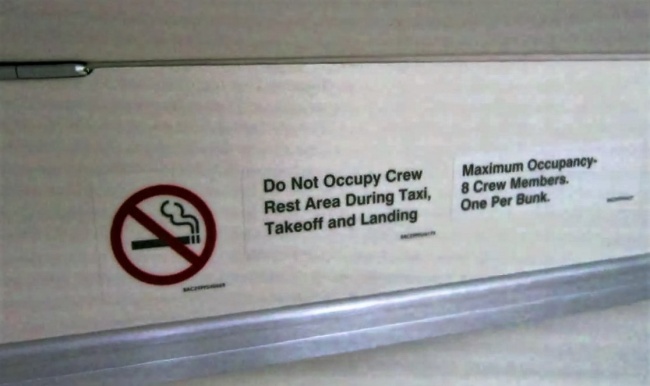 Do Not Occupy Crew
Rest Area During Taxi,
Takeoff and Landing
Maximum Occupancy-
8 Crew Members.
One Per Bunk.